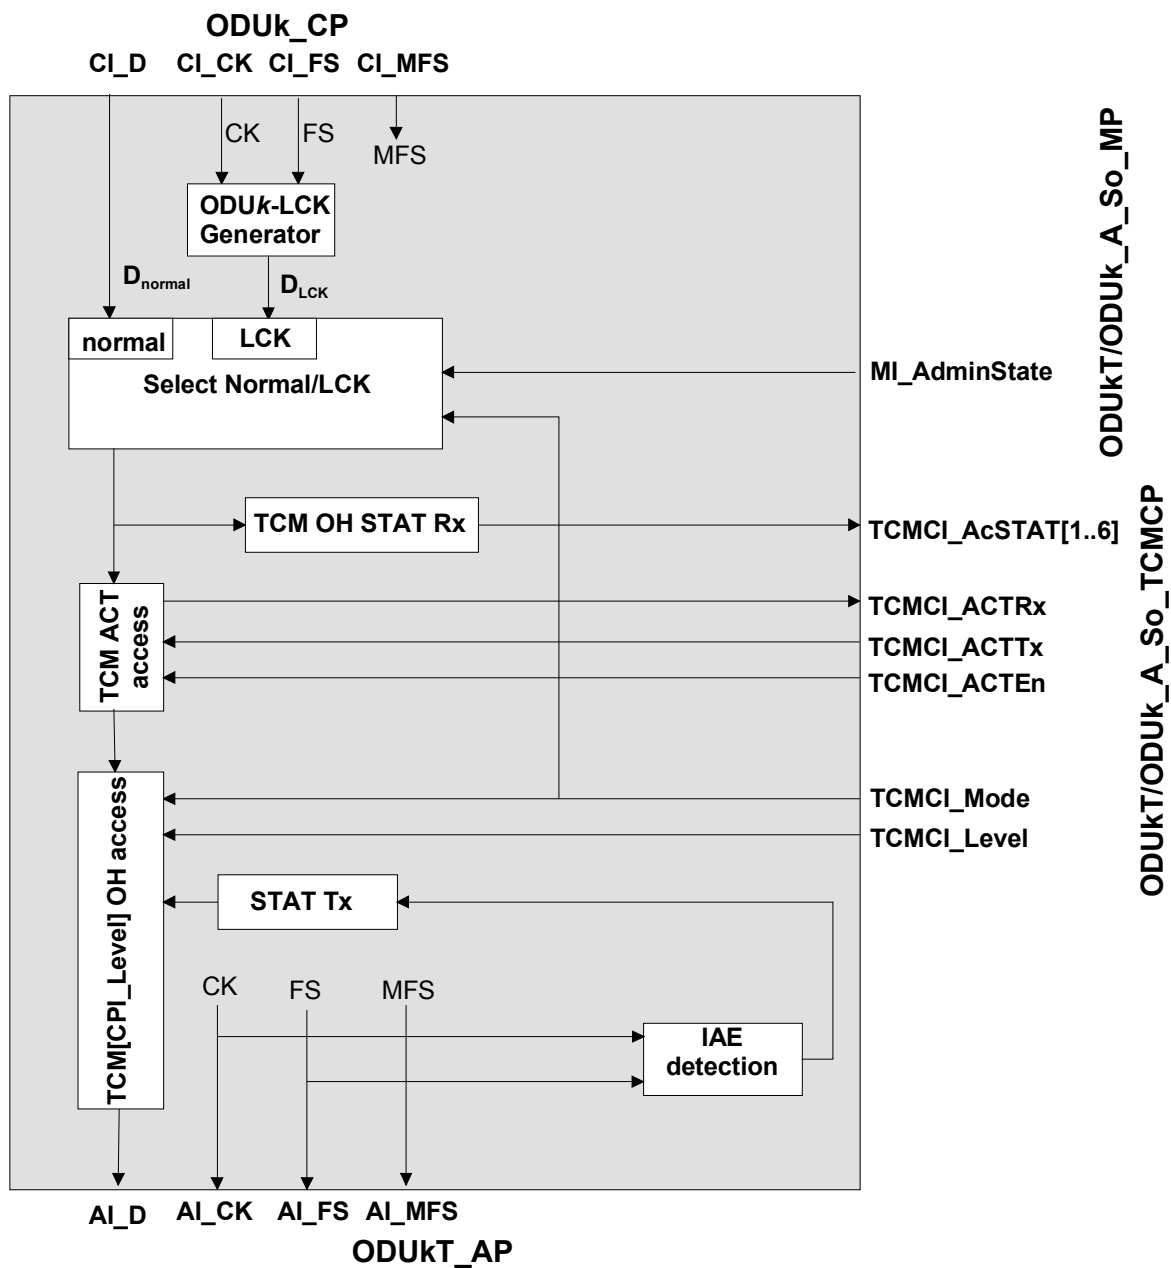 ODUk_CP
CI_D CI_CK CI_FS CI_MFS
CK FS
MFS
ODUk-LCK
Generator
Dnormal
DLCK
normal
LCK
Select Normal/LCK
MI_AdminState
ODUkT/ODUk_A_So_MP
TCM OH STAT Rx
TCMCI_AcSTAT[1..6]
TCM ACT
access
TCMCI_ACTRx
TCMCI_ACTTx
TCMCI_ACTEn
ODUkT/ODUk_A_So_TCMCP
TCM[CPI_Level] OH access
TCMCI_Mode
TCMCI_Level
STAT Tx
CK FS MFS
IAE
detection
AI_D AI_CK AI_FS AI_MFS
ODUkT_AP